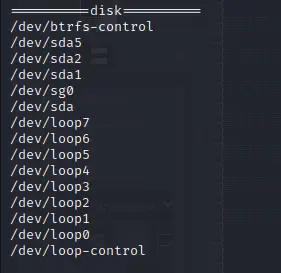 ===========disk===========
/dev/btrfs-control
/dev/sda5
/dev/sda2
/dev/sda1
/dev/sg0
/dev/sda
/dev/loop7
/dev/loop6
/dev/loop5
/dev/loop4
/dev/loop3
/dev/loop2
/dev/loop1
/dev/loop0
/dev/loop-control